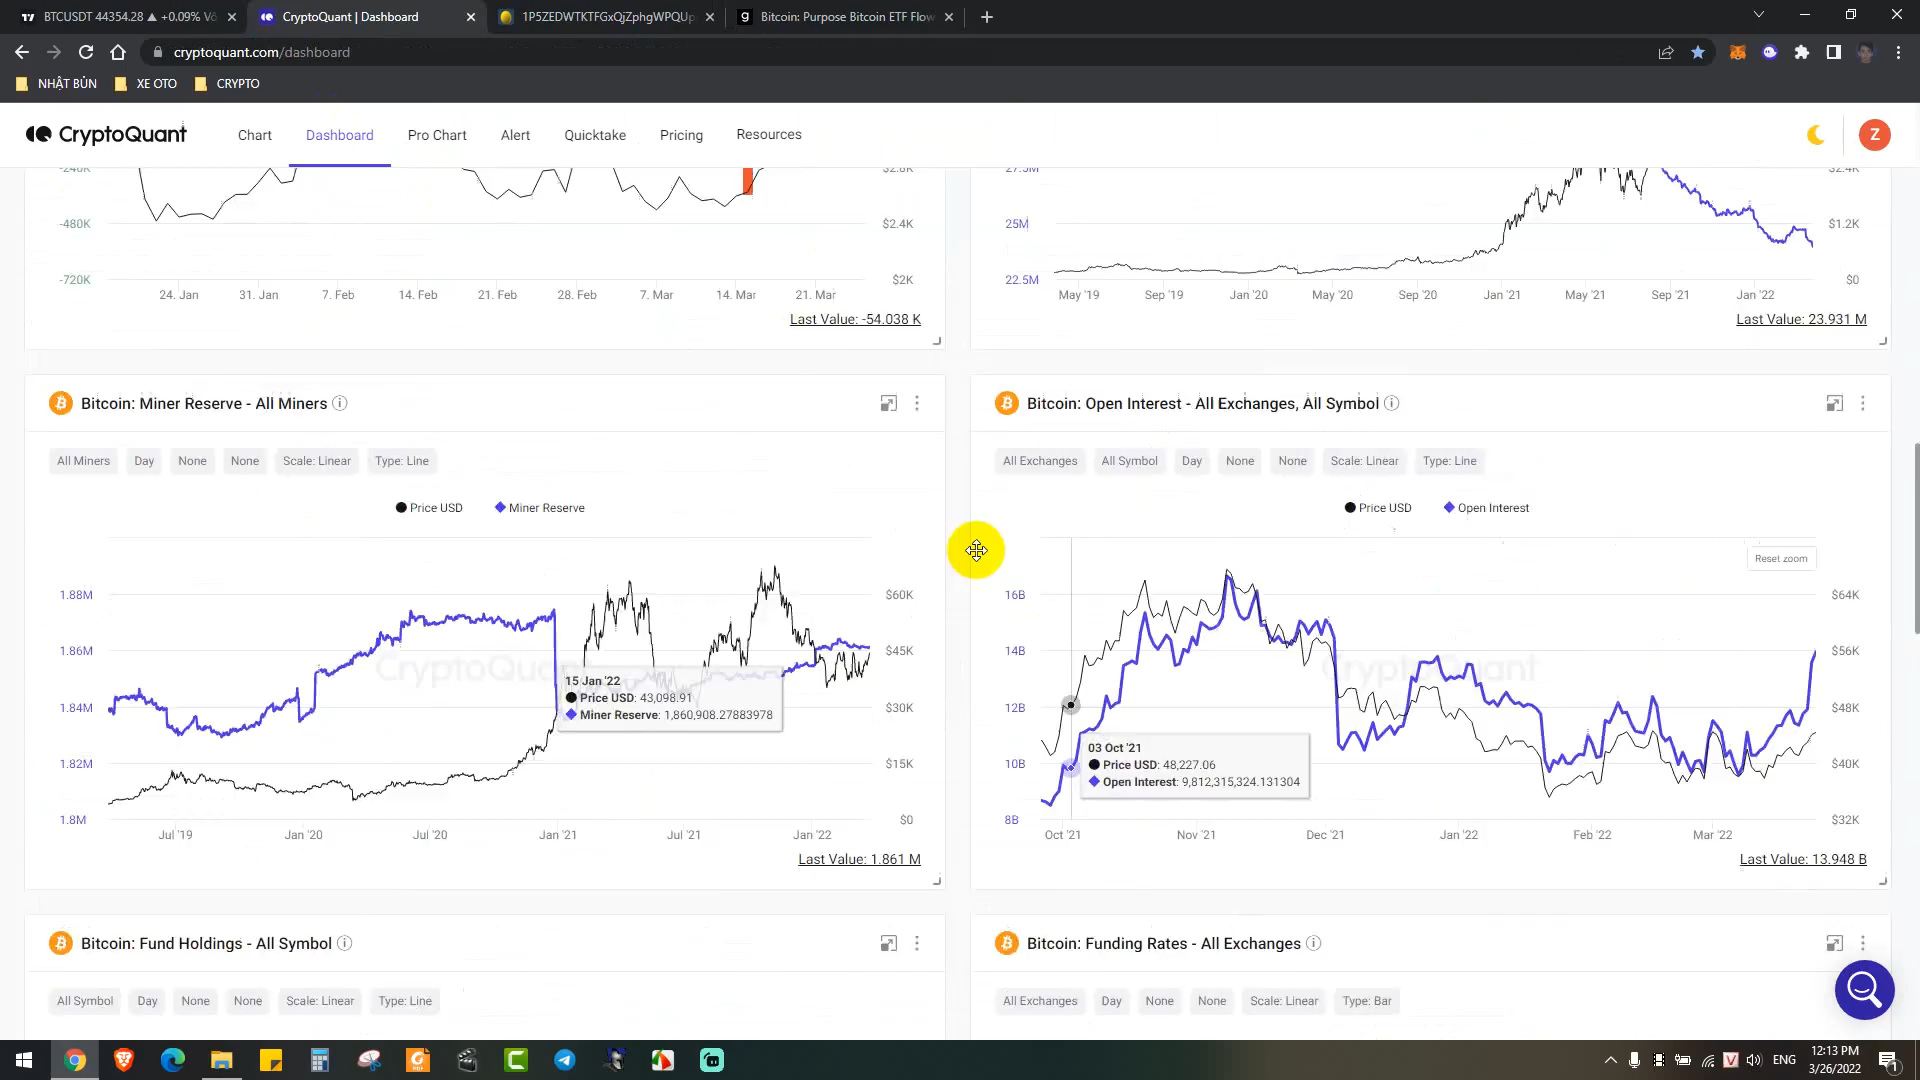 BTCUSDT 44354.28 ▲ +0.09% Vô
CryptoQuant | Dashboard
1P5ZEDWTKTFGxQjZphgWPQUp
Bitcoin: Purpose Bitcoin ETF Flow
cryptoquant.com/dashboard
NHẬT BỦN
XE OTO
CRYPTO
CryptoQuant
Chart
Dashboard
Pro Chart
Alert
Quicktake
Pricing
Resources
Z
-240K
$2.8K
-480K
$2.4K
-720K
$2K
24. Jan
31. Jan
7. Feb
14. Feb
21. Feb
28. Feb
7. Mar
14. Mar
21. Mar
Last Value: -54.038 K
27.5M
$2.4K
25M
$1.2K
22.5M
$0
May '19
Sep '19
Jan '20
May '20
Sep '20
Jan '21
May '21
Sep '21
Jan '22
Last Value: 23.931 M
Bitcoin: Miner Reserve - All Miners
All Miners
Day
None
None
Scale: Linear
Type: Line
Price USD
Miner Reserve
1.88M
$60K
1.86M
$45K
1.84M
$30K
1.82M
$15K
1.8M
$0
CryptoQuant
15 Jan '22
Price USD: 43,098.91
Miner Reserve: 1,860,908.27883978
Jul '19
Jan '20
Jul '20
Jan '21
Jul '21
Jan '22
Last Value: 1.861 M
Bitcoin: Open Interest - All Exchanges, All Symbol
All Exchanges
All Symbol
Day
None
None
Scale: Linear
Type: Line
Price USD
Open Interest
Reset zoom
16B
$64K
14B
$56K
12B
$48K
10B
$40K
8B
$32K
CryptoQuant
03 Oct '21
Price USD: 48,227.06
Open Interest: 9,812,315,324.131304
Oct '21
Nov '21
Dec '21
Jan '22
Feb '22
Mar '22
Last Value: 13.948 B
Bitcoin: Fund Holdings - All Symbol
All Symbol
Day
None
None
Scale: Linear
Type: Line
Bitcoin: Funding Rates - All Exchanges
All Exchanges
Day
None
None
Scale: Linear
Type: Bar
ENG
12:13 PM
3/26/2022